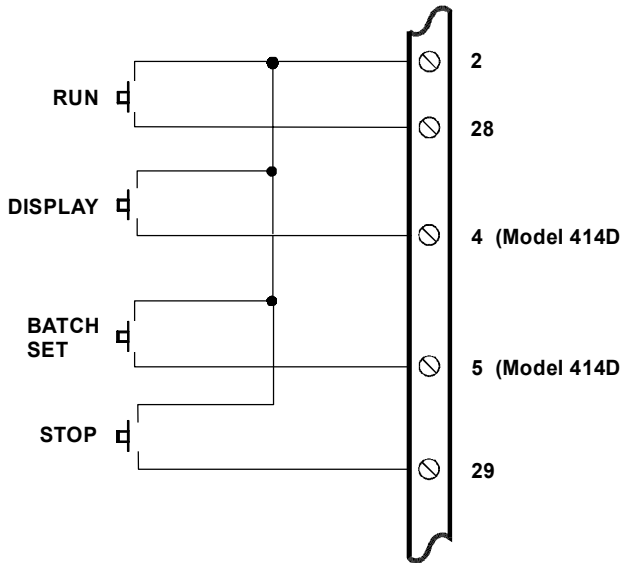 RUN
2
28
DISPLAY
4 (Model 414D
BATCH
SET
5 (Model 414D
STOP
29